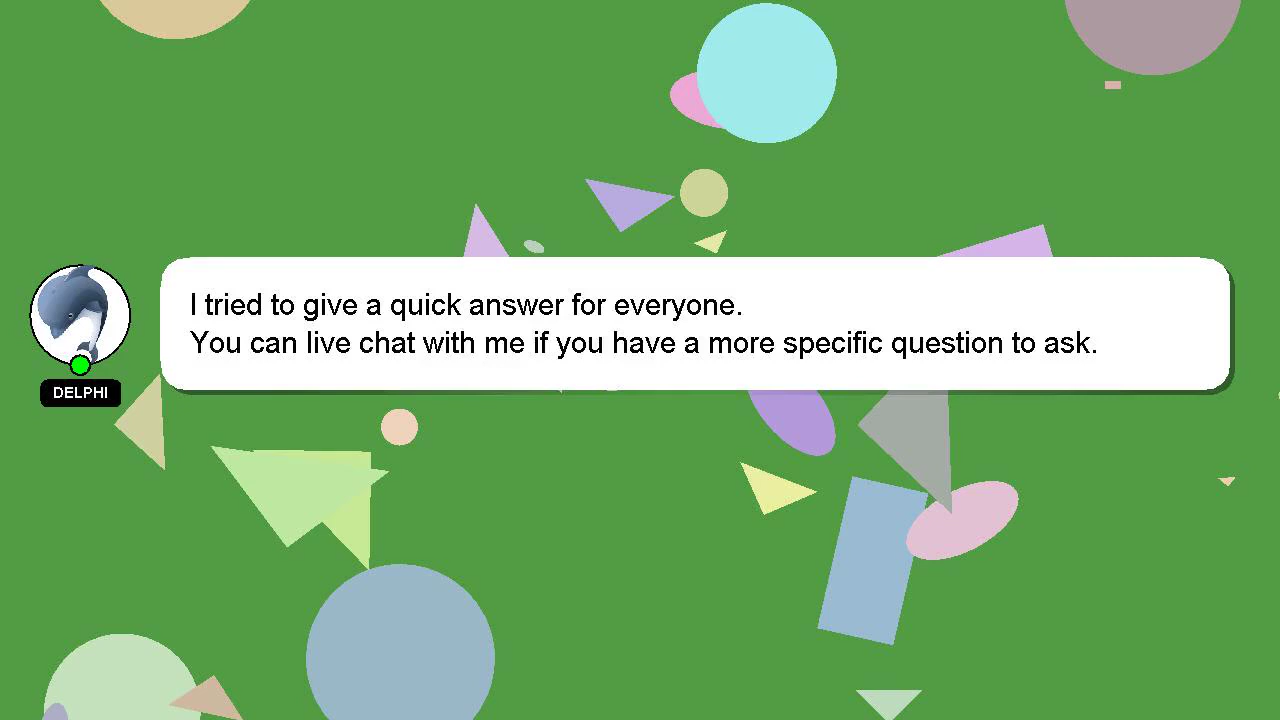 I tried to give a quick answer for everyone.
You can live chat with me if you have a more specific question to ask.
DELPHI